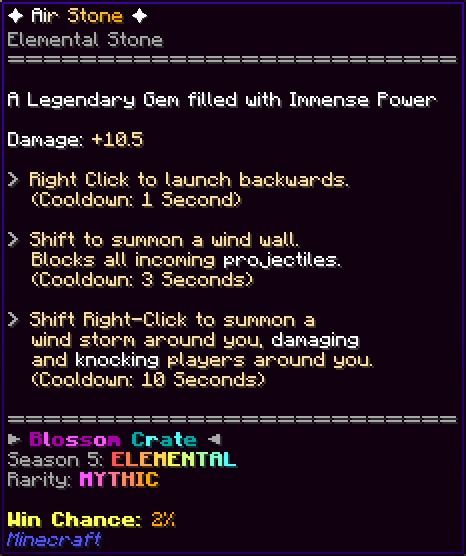 ✦ Air Stone ✦
Elemental Stone
==============================
A Legendary Gem filled with Immense Power
Damage: +10.5
> Right Click to launch backwards.
(Cooldown: 1 Second)
> Shift to summon a wind wall.
Blocks all incoming projectiles.
(Cooldown: 3 Seconds)
> Shift Right-Click to summon a
wind storm around you, damaging
and knocking players around you.
(Cooldown: 10 Seconds)
==============================
► Blossom Crate ◄
Season 5: ELEMENTAL
Rarity: MYTHIC
Win Chance: 2%
Minecraft